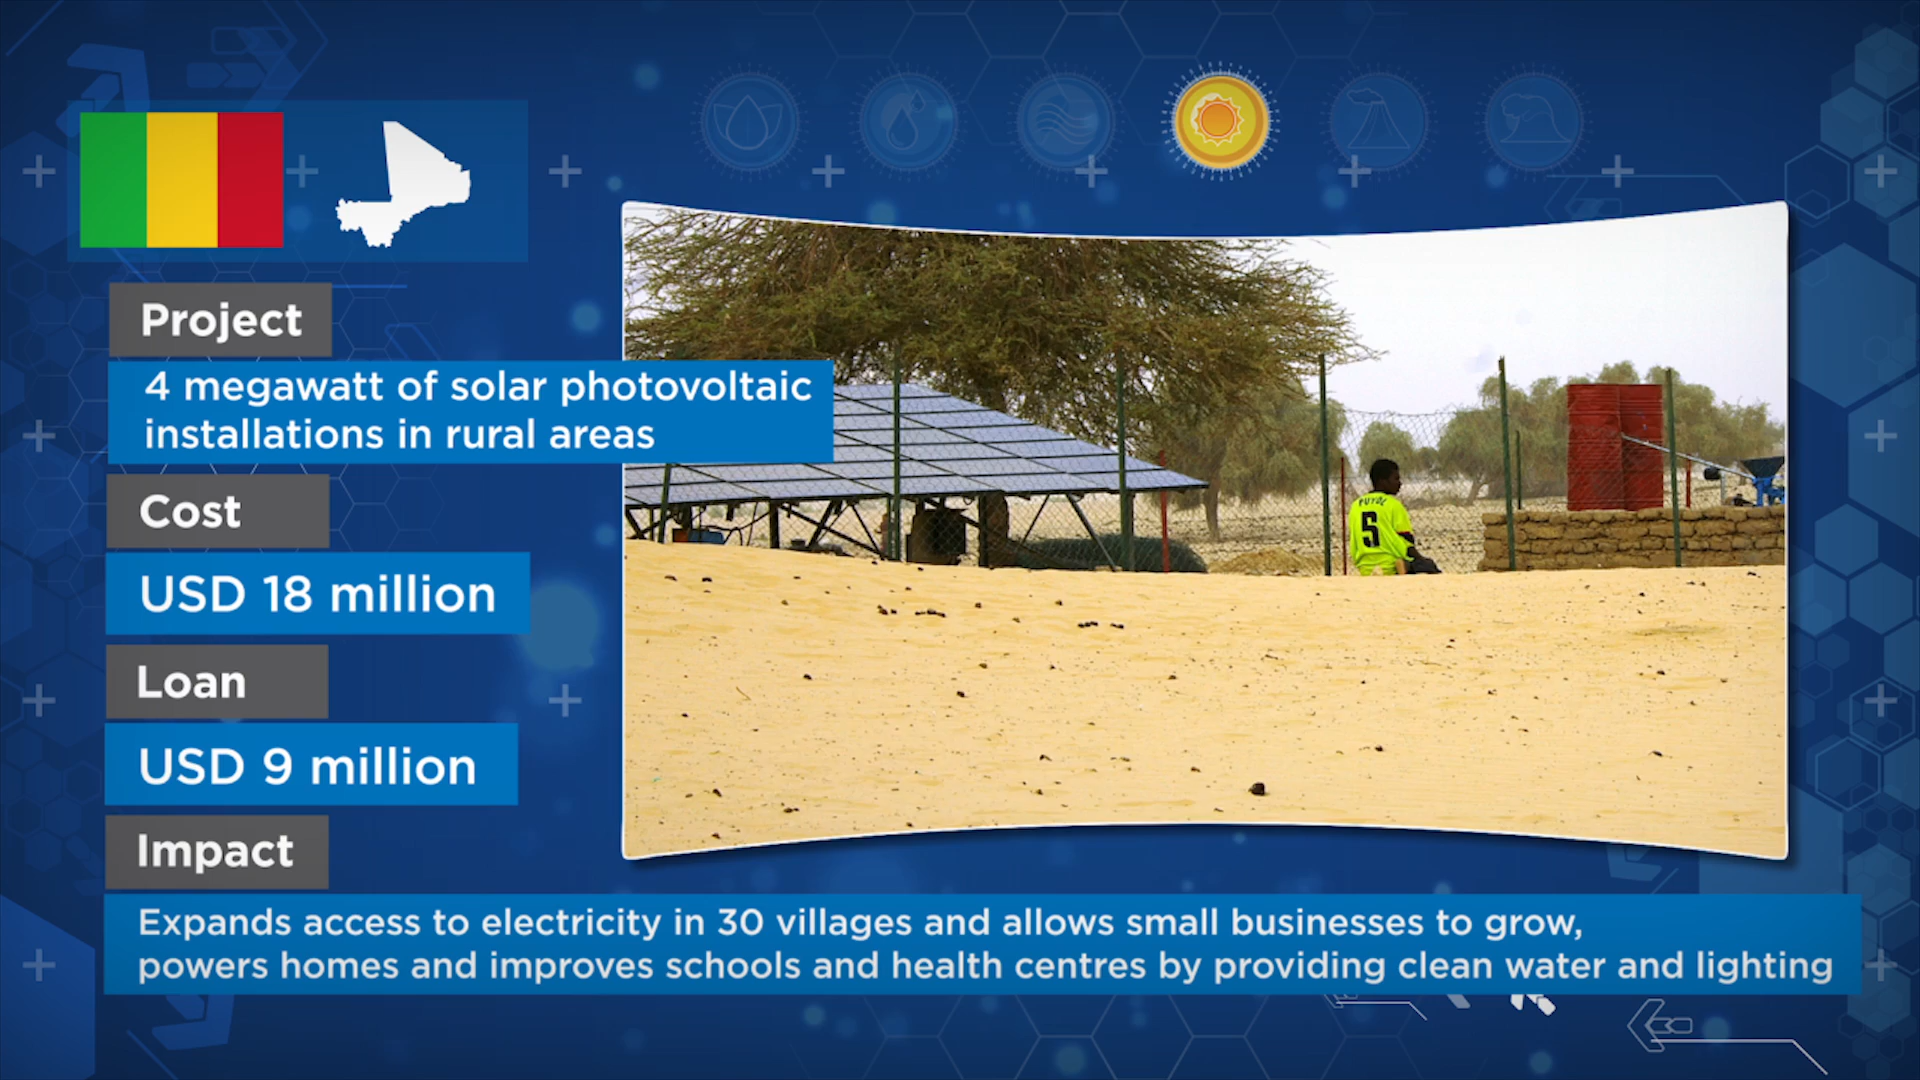 Project
4 megawatt of solar photovoltaic
installations in rural areas
Cost
USD 18 million
Loan
USD 9 million
Impact
Expands access to electricity in 30 villages and allows small businesses to grow,
powers homes and improves schools and health centres by providing clean water and lighting
PUYOL
5